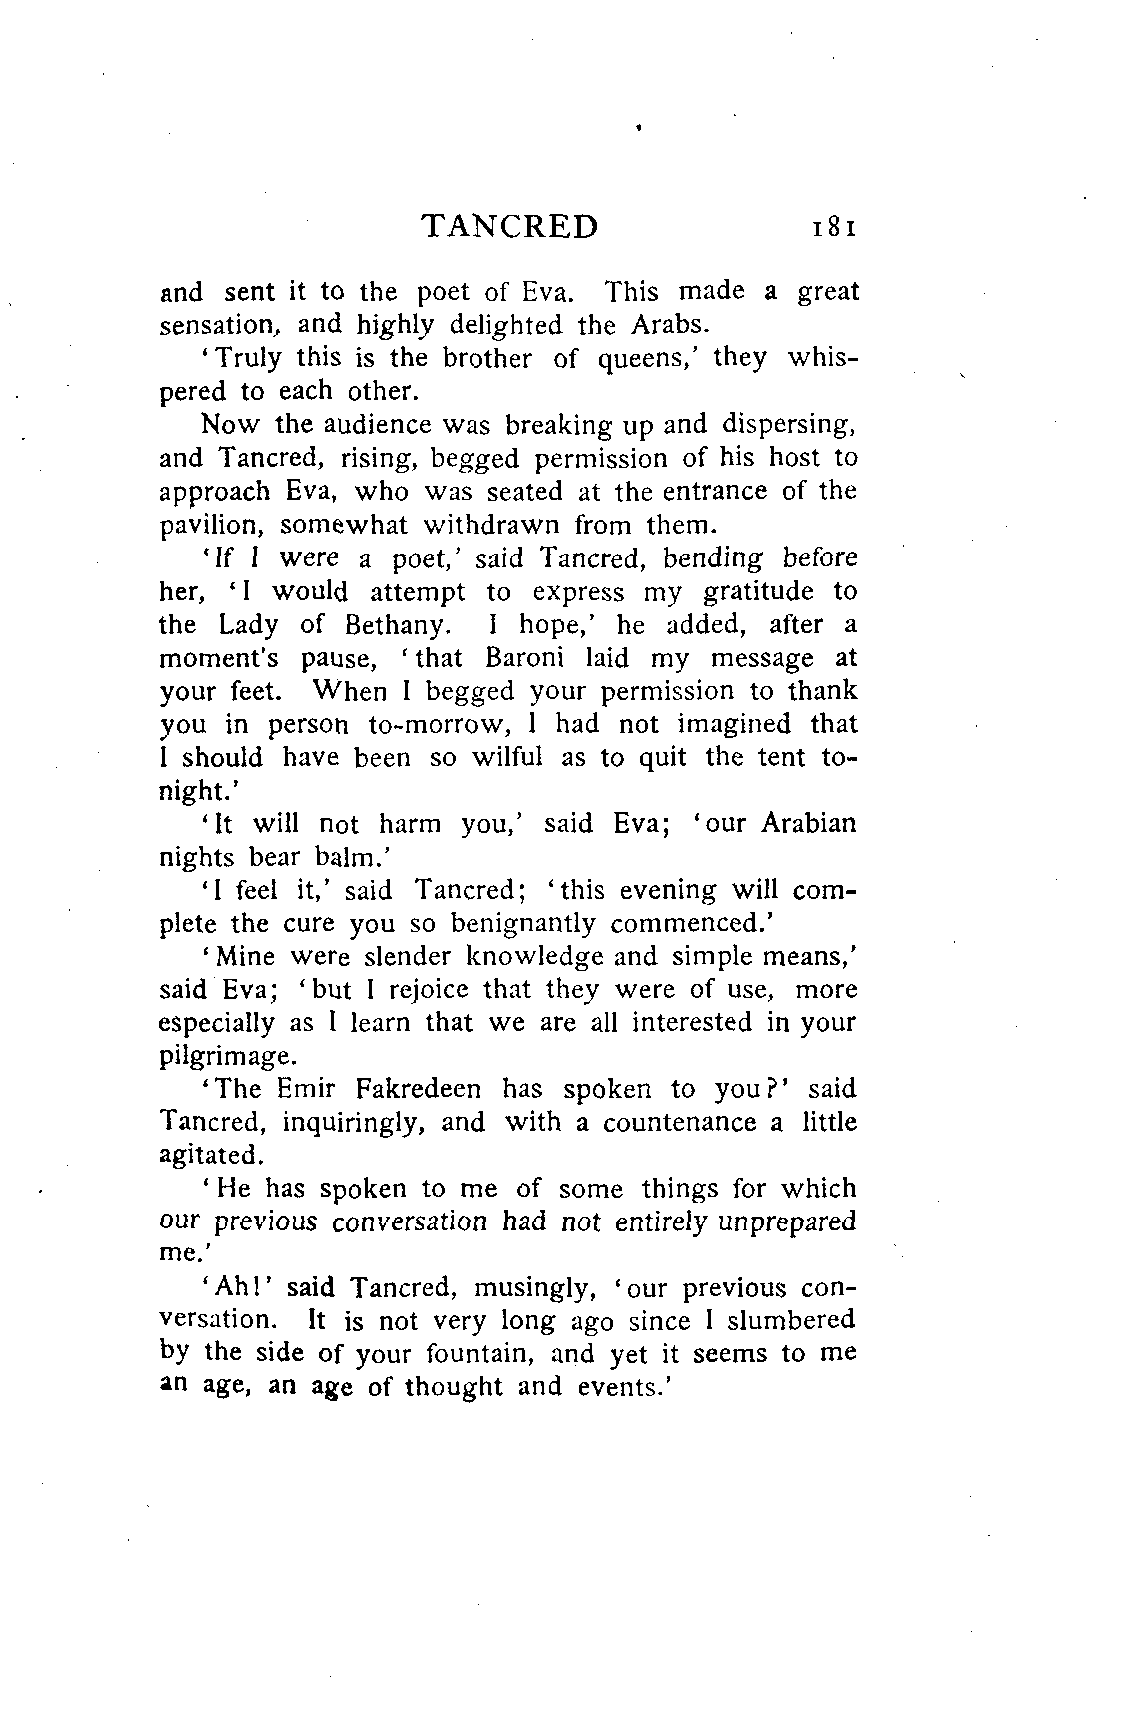 TANCRED 181
and sent it to the poet of Eva. This made a great
sensation, and highly delighted the Arabs.
‘Truly this is the brother of queens,’ they whis-
pered to each other.
Now the audience was breaking up and dispersing,
and Tancred, rising, begged permission of his host to
approach Eva, who was seated at the entrance of the
pavilion, somewhat withdrawn from them.
‘If I were a poet,’ said Tancred, bending before
her, ‘I would attempt to express my gratitude to
the Lady of Bethany. I hope,’ he added, after a
moment's pause, ‘that Baroni laid my message at
your feet. When I begged your permission to thank
you in person to-morrow, I had not imagined that
I should have been so wilful as to quit the tent to-
night.’
‘It will not harm you,’ said Eva; ‘our Arabian
nights bear balm.’
‘I feel it,’ said Tancred; ‘this evening will com-
plete the cure you so benignantly commenced.’
‘Mine were slender knowledge and simple means,’
said Eva; ‘but I rejoice that they were of use, more
especially as I learn that we are all interested in your
pilgrimage.
‘The Emir Fakredeen has spoken to you?’ said
Tancred, inquiringly, and with a countenance a little
agitated.
‘He has spoken to me of some things for which
our previous conversation had not entirely unprepared
me.’
‘Ah!’ said Tancred, musingly, ‘our previous con-
versation. It is not very long ago since I slumbered
by the side of your fountain, and yet it seems to me
an age, an age of thought and events.’